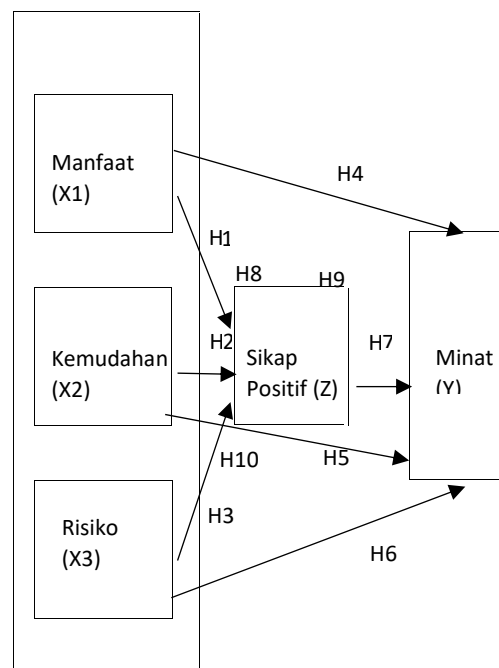 Manfaat
(X1)
H4
H1
H8
H9
H2
H7
Kemudahan
(X2)
Sikap
Positif (Z)
Minat
(Y)
H10
H5
H3
Risiko
(X3)
H6